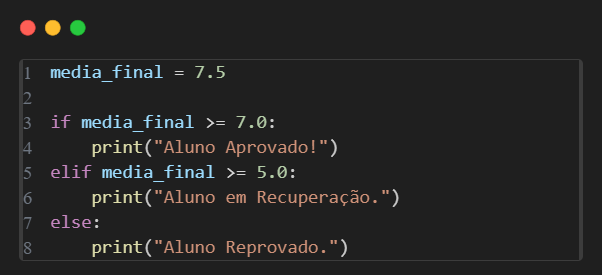 1 media_final = 7.5
2
3 if media_final >= 7.0:
4     print("Aluno Aprovado!")
5 elif media_final >= 5.0:
6     print("Aluno em Recuperação.")
7 else:
8     print("Aluno Reprovado.")